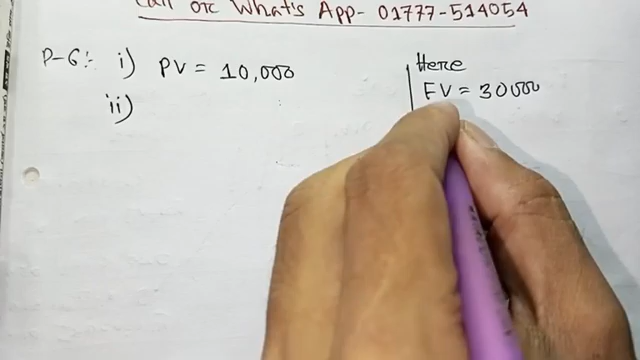 Call or What's App- 01777-514054
P-6:- i) PV = 10,000
ii)
Here
FV = 30000